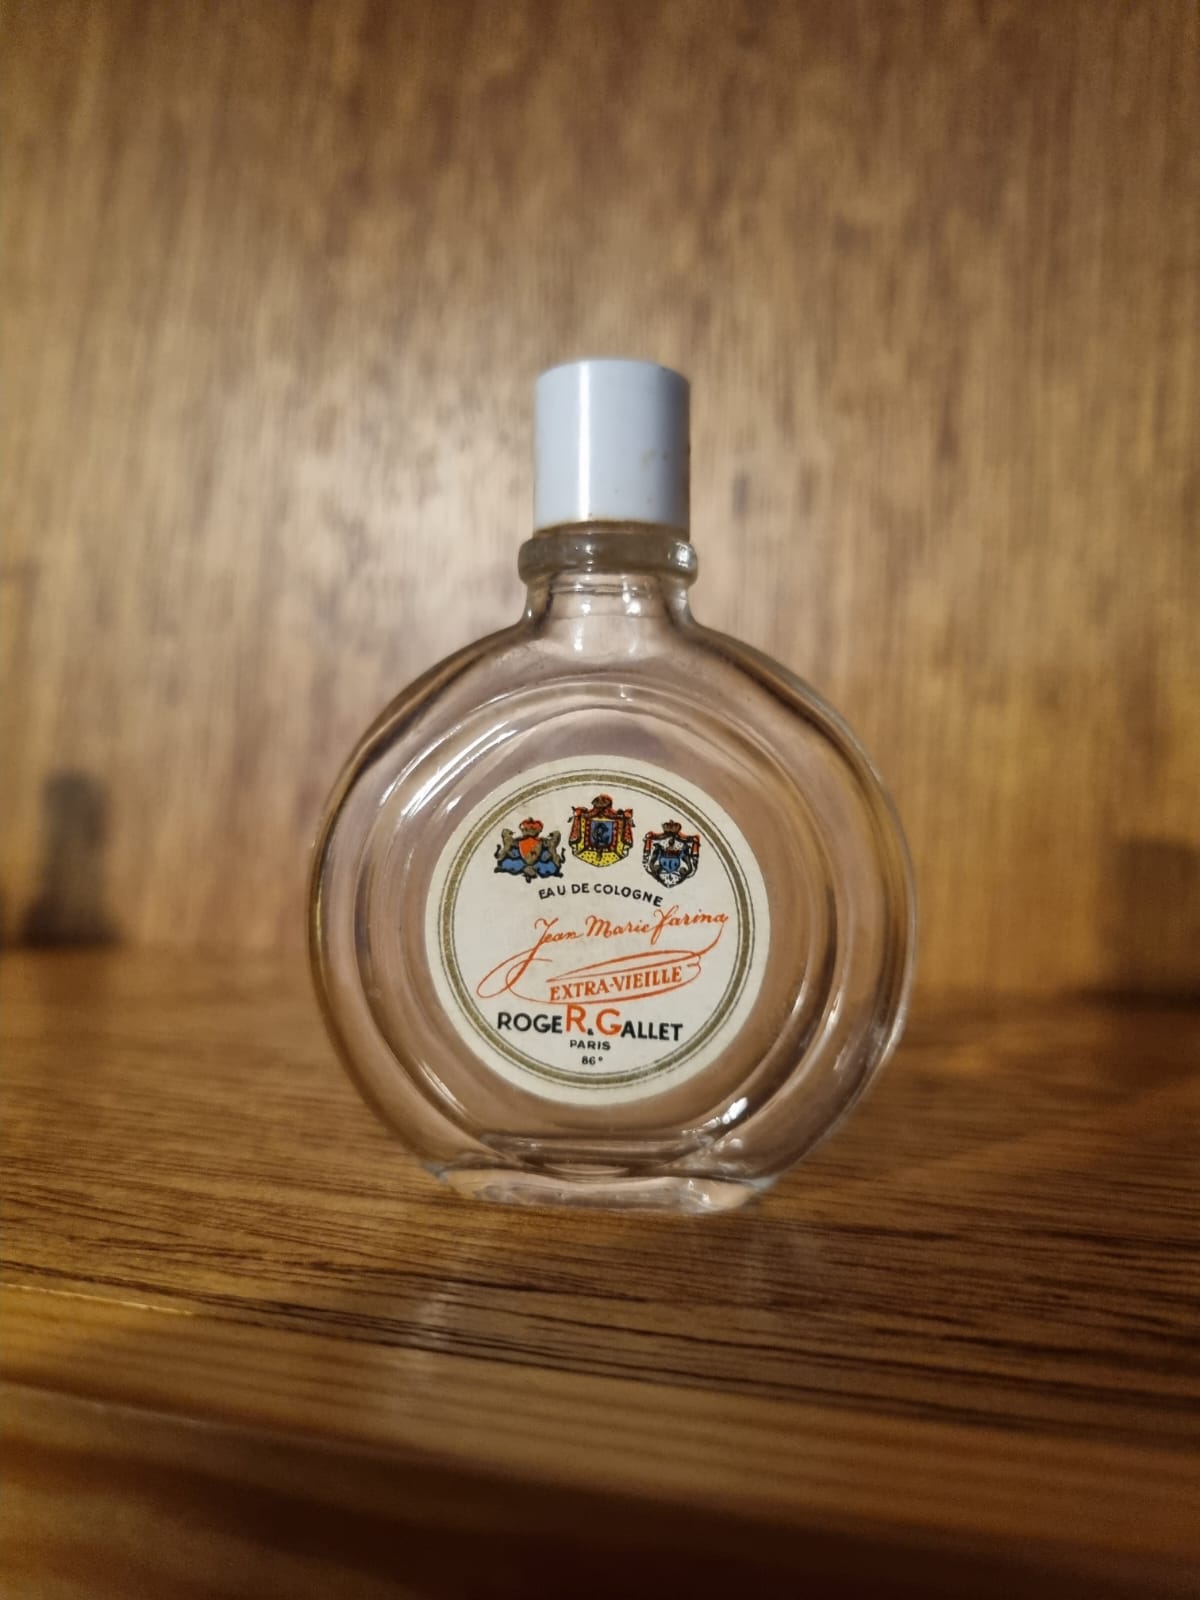 EAU DE COLOGNE
Jean Marie Farina
EXTRA-VIEILLE
ROGER & GALLET
PARIS
86°